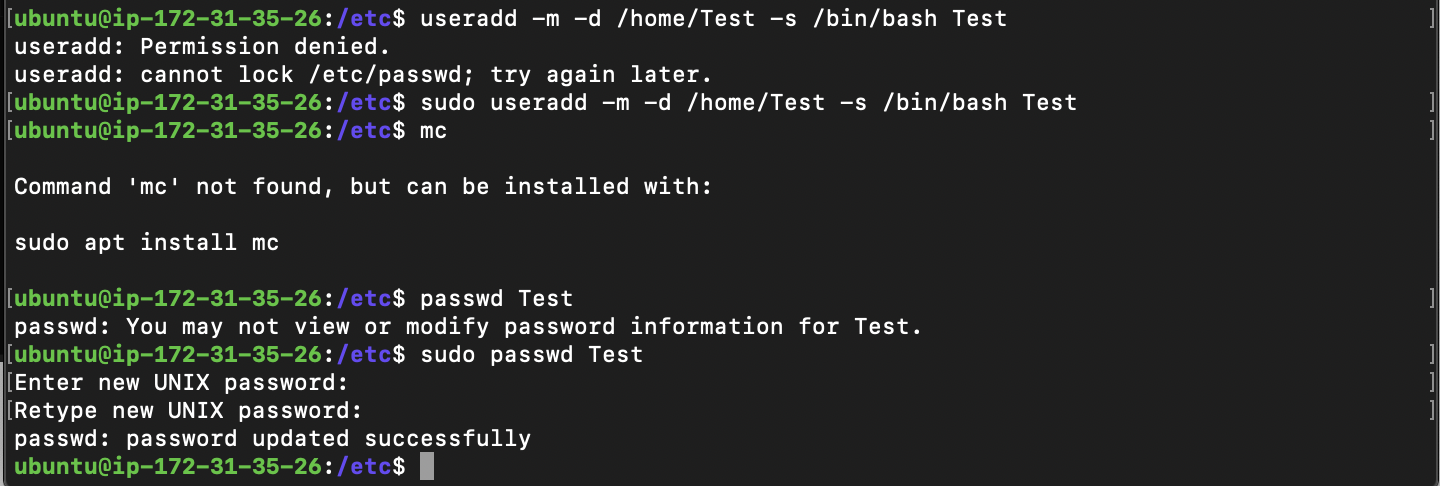 [ubuntu@ip-172-31-35-26:/etc$ useradd -m -d /home/Test -s /bin/bash Test ]
useradd: Permission denied.
useradd: cannot lock /etc/passwd; try again later.
[ubuntu@ip-172-31-35-26:/etc$ sudo useradd -m -d /home/Test -s /bin/bash Test ]
[ubuntu@ip-172-31-35-26:/etc$ mc ]
Command 'mc' not found, but can be installed with:
sudo apt install mc
[ubuntu@ip-172-31-35-26:/etc$ passwd Test ]
passwd: You may not view or modify password information for Test.
[ubuntu@ip-172-31-35-26:/etc$ sudo passwd Test ]
[Enter new UNIX password: ]
[Retype new UNIX password: ]
passwd: password updated successfully
ubuntu@ip-172-31-35-26:/etc$